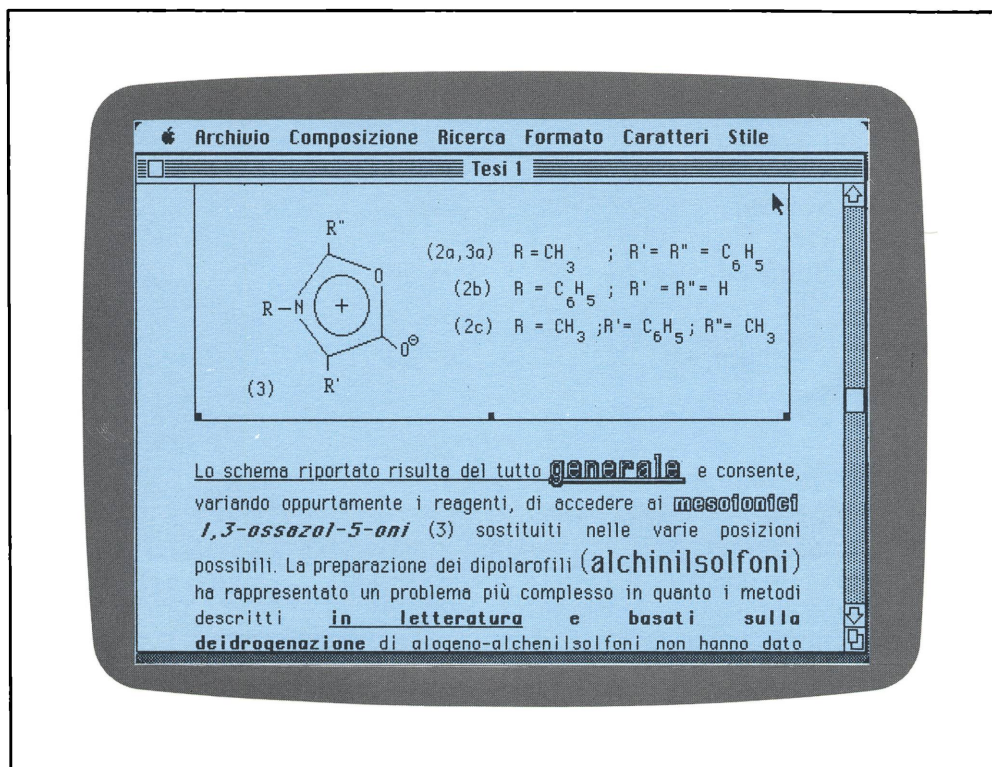 Archivio Composizione Ricerca Formato Caratteri Stile
Tesi 1
R"
O
R–N
+
O⊖
R'
(3)
(2a,3a) R = CH₃ ; R'= R" = C₆H₅
(2b) R = C₆H₅ ; R' = R"= H
(2c) R = CH₃ ;R'= C₆H₅; R"= CH₃
Lo schema riportato risulta del tutto generale e consente,
variando oppurtamente i reagenti, di accedere ai mesoionici
1,3-ossazol-5-oni (3) sostituiti nelle varie posizioni
possibili. La preparazione dei dipolarofili (alchinilsolfoni)
ha rappresentato un problema più complesso in quanto i metodi
descritti in letteratura e basati sulla
deidrogenazione di alogeno-alchenilsolfoni non hanno dato